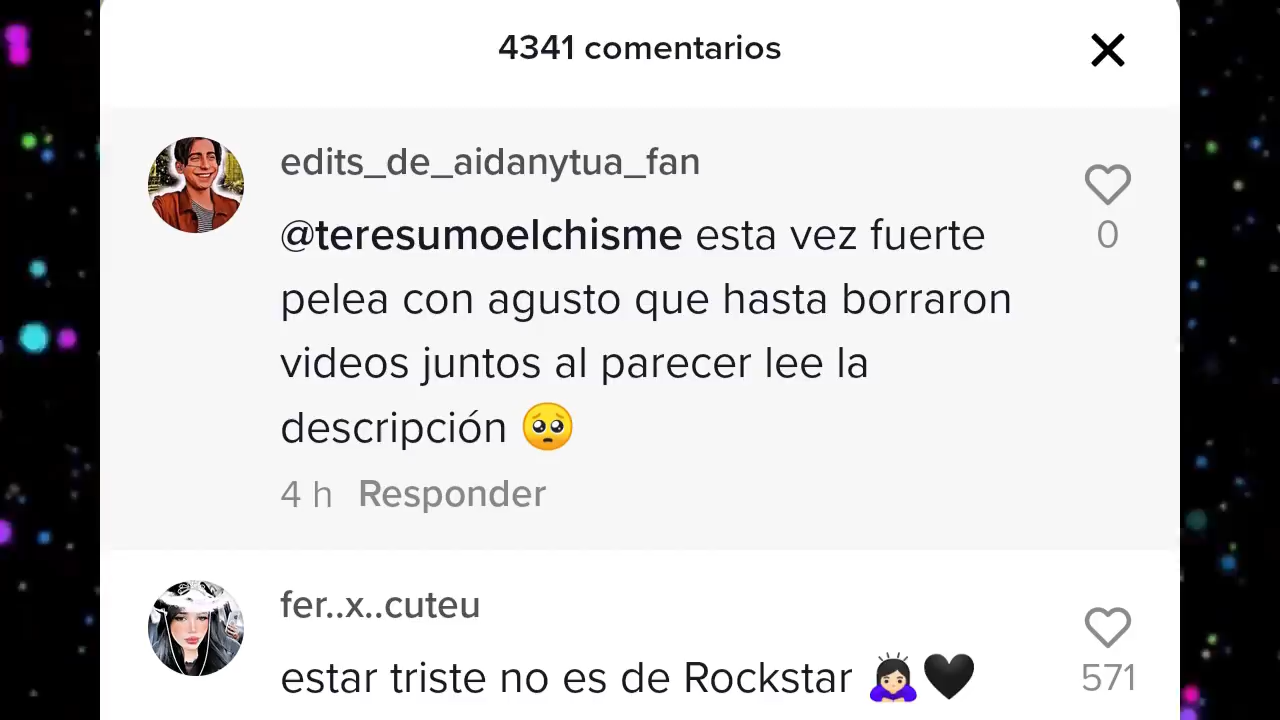 4341 comentarios
edits_de_aidanytua_fan
@teresumoelchisme esta vez fuerte
0
pelea con agusto que hasta borraron
videos juntos al parecer lee la
descripción 🥺
4 h Responder
fer..x..cuteu
estar triste no es de Rockstar 🙇🏻‍♀️🖤
571